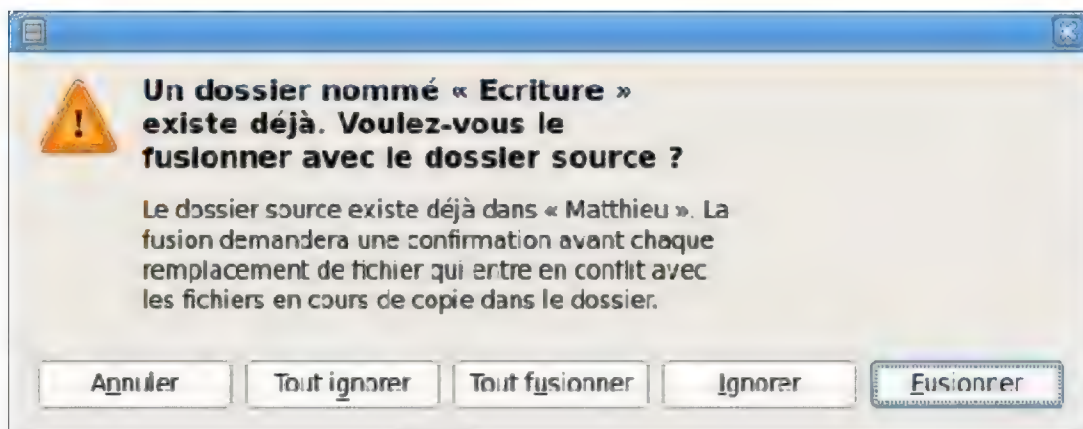 Un dossier nommé « Ecriture »
existe déjà. Voulez-vous le
fusionner avec le dossier source ?
Le dossier source existe déjà dans « Matthieu ». La
fusion demandera une confirmation avant chaque
remplacement de fichier qui entre en conflit avec
les fichiers en cours de copie dans le dossier.
Annuler Tout ignorer Tout fusionner Ignorer Fusionner